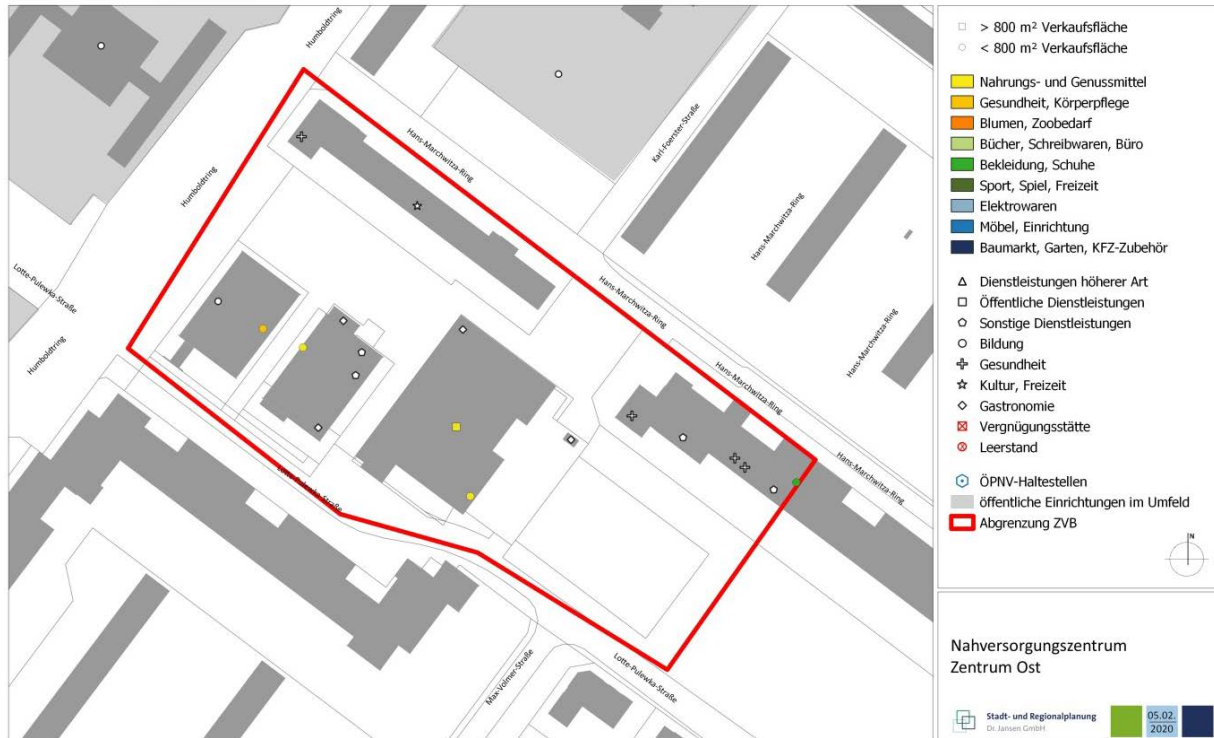 Humboldtring
Hans-Marchwitza-Ring
Karl-Foerster-Straße
Humboldtring
Hans-Marchwitza-Ring
Lotte-Pulewka-Straße
Hans-Marchwitza-Ring
Humboldtring
Hans-Marchwitza-Ring
Hans-Marchwitza-Ring
Hans-Marchwitza-Ring
Lotte-Pulewka-Straße
Max-Volmer-Straße
Lotte-Pulewka-Straße
> 800 m² Verkaufsfläche
< 800 m² Verkaufsfläche
Nahrungs- und Genussmittel
Gesundheit, Körperpflege
Blumen, Zoobedarf
Bücher, Schreibwaren, Büro
Bekleidung, Schuhe
Sport, Spiel, Freizeit
Elektrowaren
Möbel, Einrichtung
Baumarkt, Garten, KFZ-Zubehör
Dienstleistungen höherer Art
Öffentliche Dienstleistungen
Sonstige Dienstleistungen
Bildung
Gesundheit
Kultur, Freizeit
Gastronomie
Vergnügungsstätte
Leerstand
ÖPNV-Haltestellen
öffentliche Einrichtungen im Umfeld
Abgrenzung ZVB
N
Nahversorgungszentrum
Zentrum Ost
Stadt- und Regionalplanung
Dr. Jansen GmbH
05.02.
2020